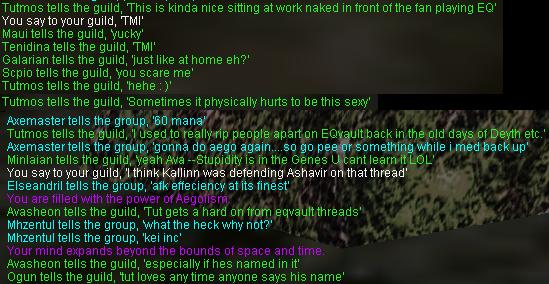 Tutmos tells the guild, 'This is kinda nice sitting at work naked in front of the fan playing EQ'
You say to your guild, 'TMI'
Maui tells the guild, 'yucky'
Tenidina tells the guild, 'TMI'
Galarian tells the guild, 'just like at home eh?'
Scpio tells the guild, 'you scare me'
Tutmos tells the guild, 'hehe : )'
Tutmos tells the guild, 'Sometimes it physically hurts to be this sexy'
Axemaster tells the group, '60 mana'
Tutmos tells the guild, 'I used to really rip people apart on EQvault back in the old days of Deyth etc.'
Axemaster tells the group, 'gonna do aego again....so go pee or something while i med back up'
Minlaian tells the guild, 'yeah Ava --Stupidity is in the Genes U cant learn it LOL'
You say to your guild, 'I think Kallinn was defending Ashavir on that thread'
Elseandril tells the group, 'afk effeciency at its finest'
You are filled with the power of Aegolism.
Avasheon tells the guild, 'Tut gets a hard on from eqvault threads'
Mhzentul tells the group, 'what the heck why not?'
Mhzentul tells the group, 'kei inc'
Your mind expands beyond the bounds of space and time.
Avasheon tells the guild, 'especially if hes named in it'
Ogun tells the guild, 'tut loves any time anyone says his name'